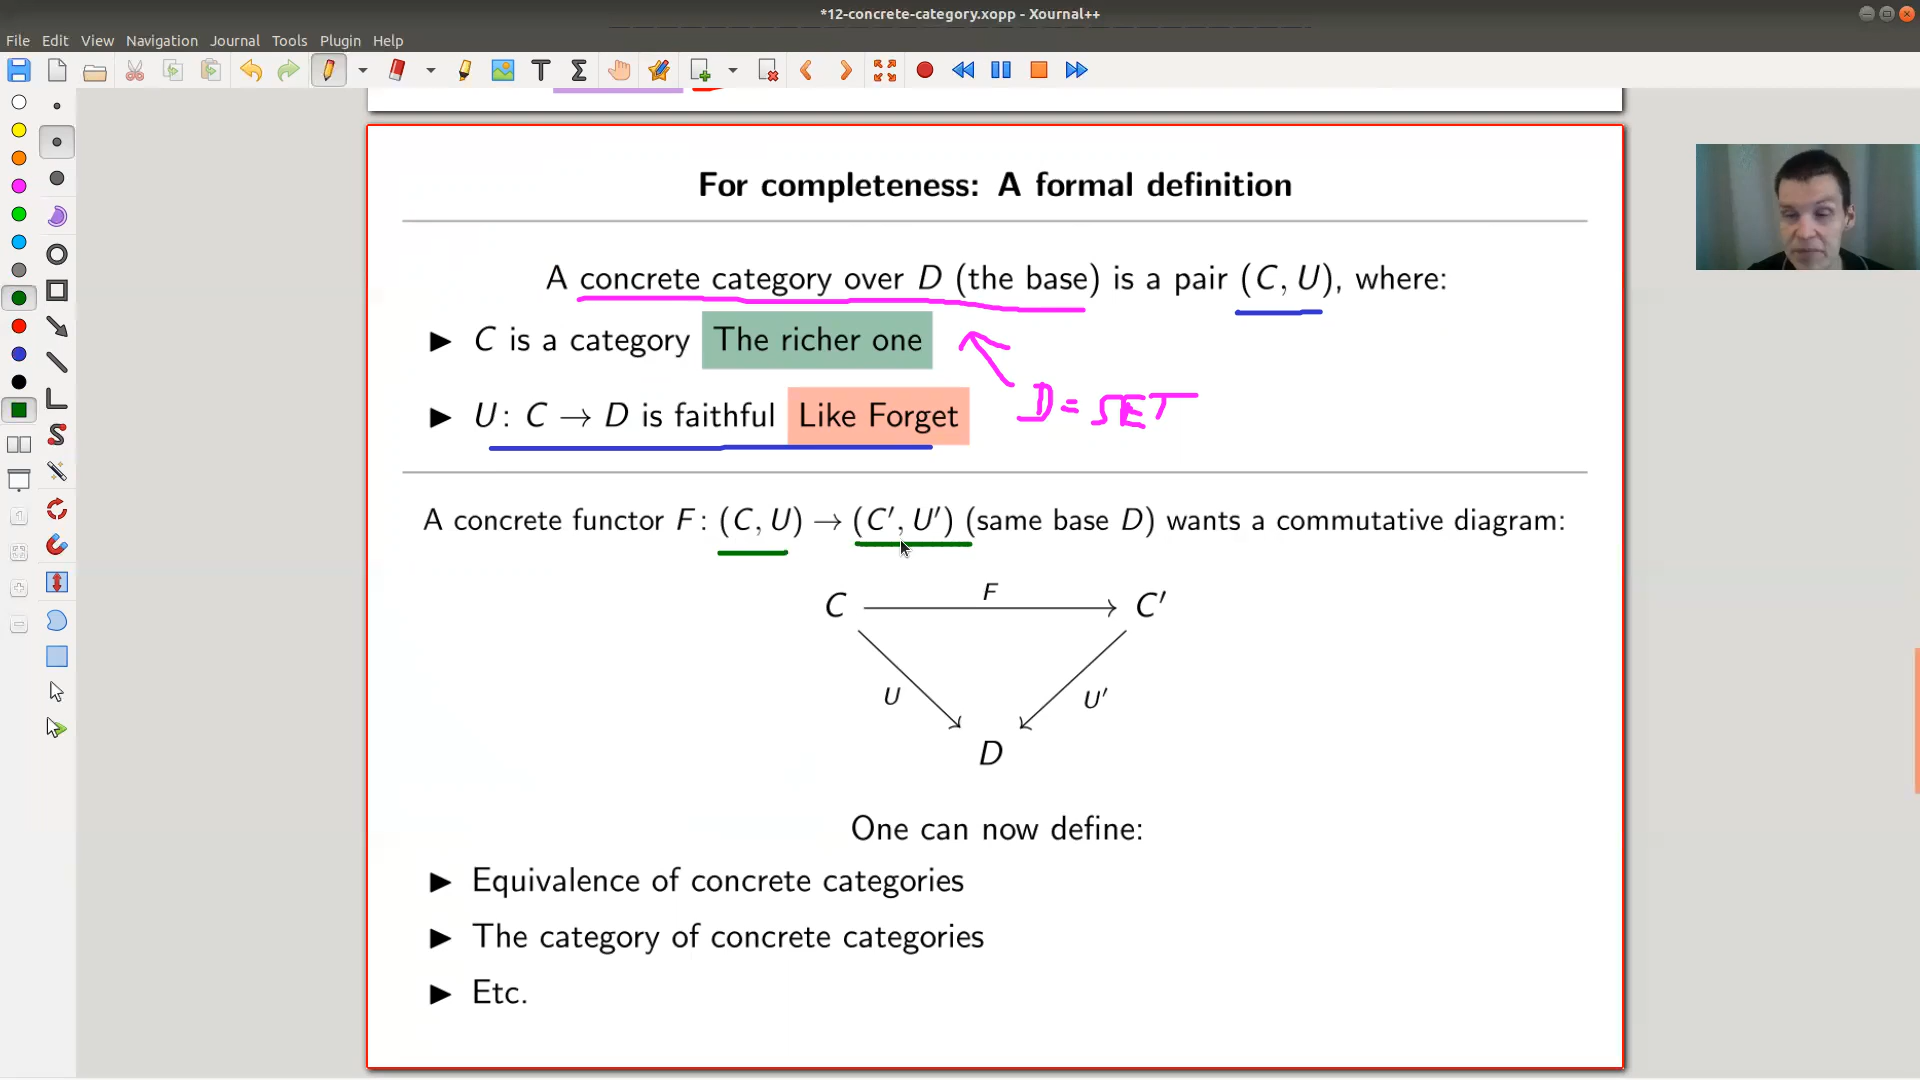 *12-concrete-category.xopp - Xournal++
File Edit View Navigation Journal Tools Plugin Help
For completeness: A formal definition
A concrete category over D (the base) is a pair (C, U), where:
▶ C is a category The richer one
▶ U: C → D is faithful Like Forget
D = SET
A concrete functor F: (C, U) → (C′, U′) (same base D) wants a commutative diagram:
F
C C′
U U′
D
One can now define:
▶ Equivalence of concrete categories
▶ The category of concrete categories
▶ Etc.